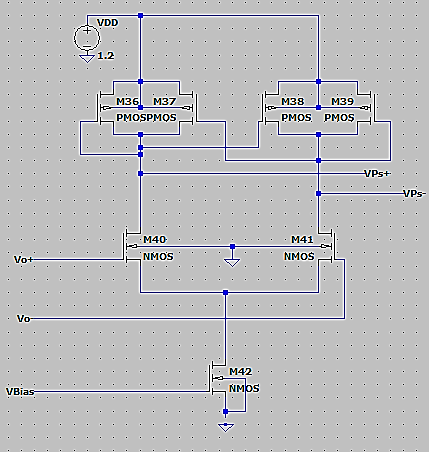 VDD
1.2
M36 M37 M38 M39
PMOSPMOS PMOS PMOS
VPs+
VPs-
M40 M41
Vo+ NMOS NMOS
Vo
M42
VBias NMOS